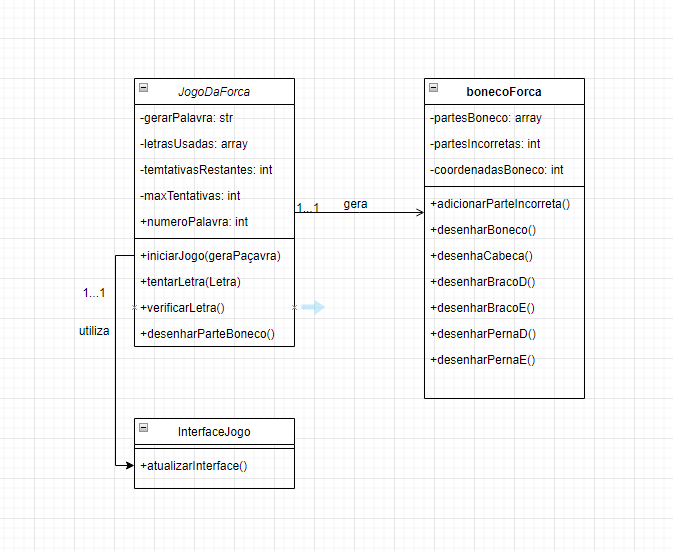 JogoDaForca
-gerarPalavra: str
-letrasUsadas: array
-temtativasRestantes: int
-maxTentativas: int
+numeroPalavra: int
+iniciarJogo(geraPaçavra)
+tentarLetra(Letra)
+verificarLetra()
+desenharParteBoneco()
1...1
gera
bonecoForca
-partesBoneco: array
-partesIncorretas: int
-coordenadasBoneco: int
+adicionarParteIncorreta()
+desenharBoneco()
+desenhaCabeca()
+desenharBracoD()
+desenharBracoE()
+desenharPernaD()
+desenharPernaE()
1...1
utiliza
InterfaceJogo
+atualizarInterface()